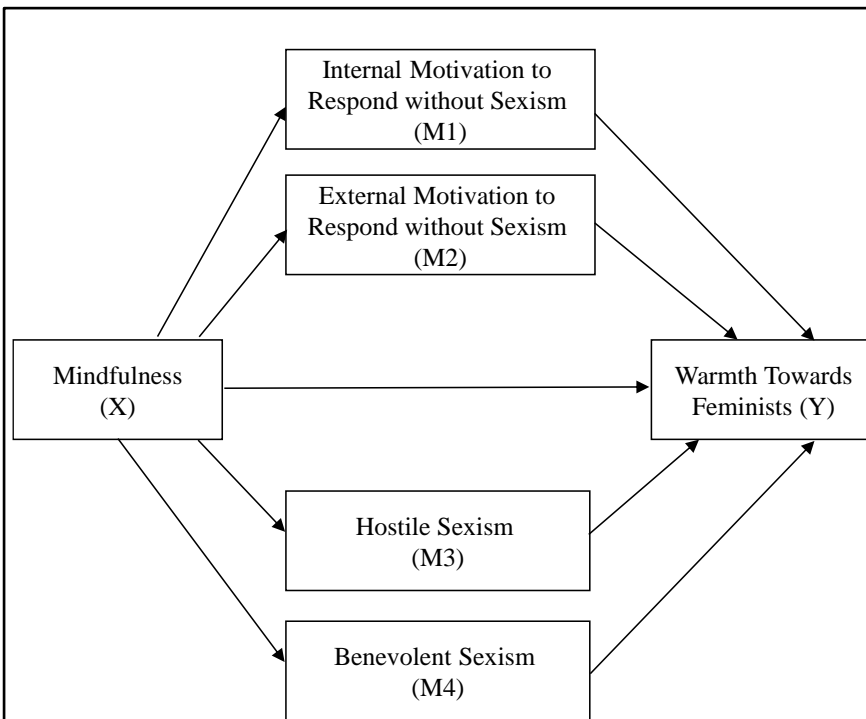 Internal Motivation to
Respond without Sexism
(M1)
External Motivation to
Respond without Sexism
(M2)
Mindfulness
(X)
Warmth Towards
Feminists (Y)
Hostile Sexism
(M3)
Benevolent Sexism
(M4)